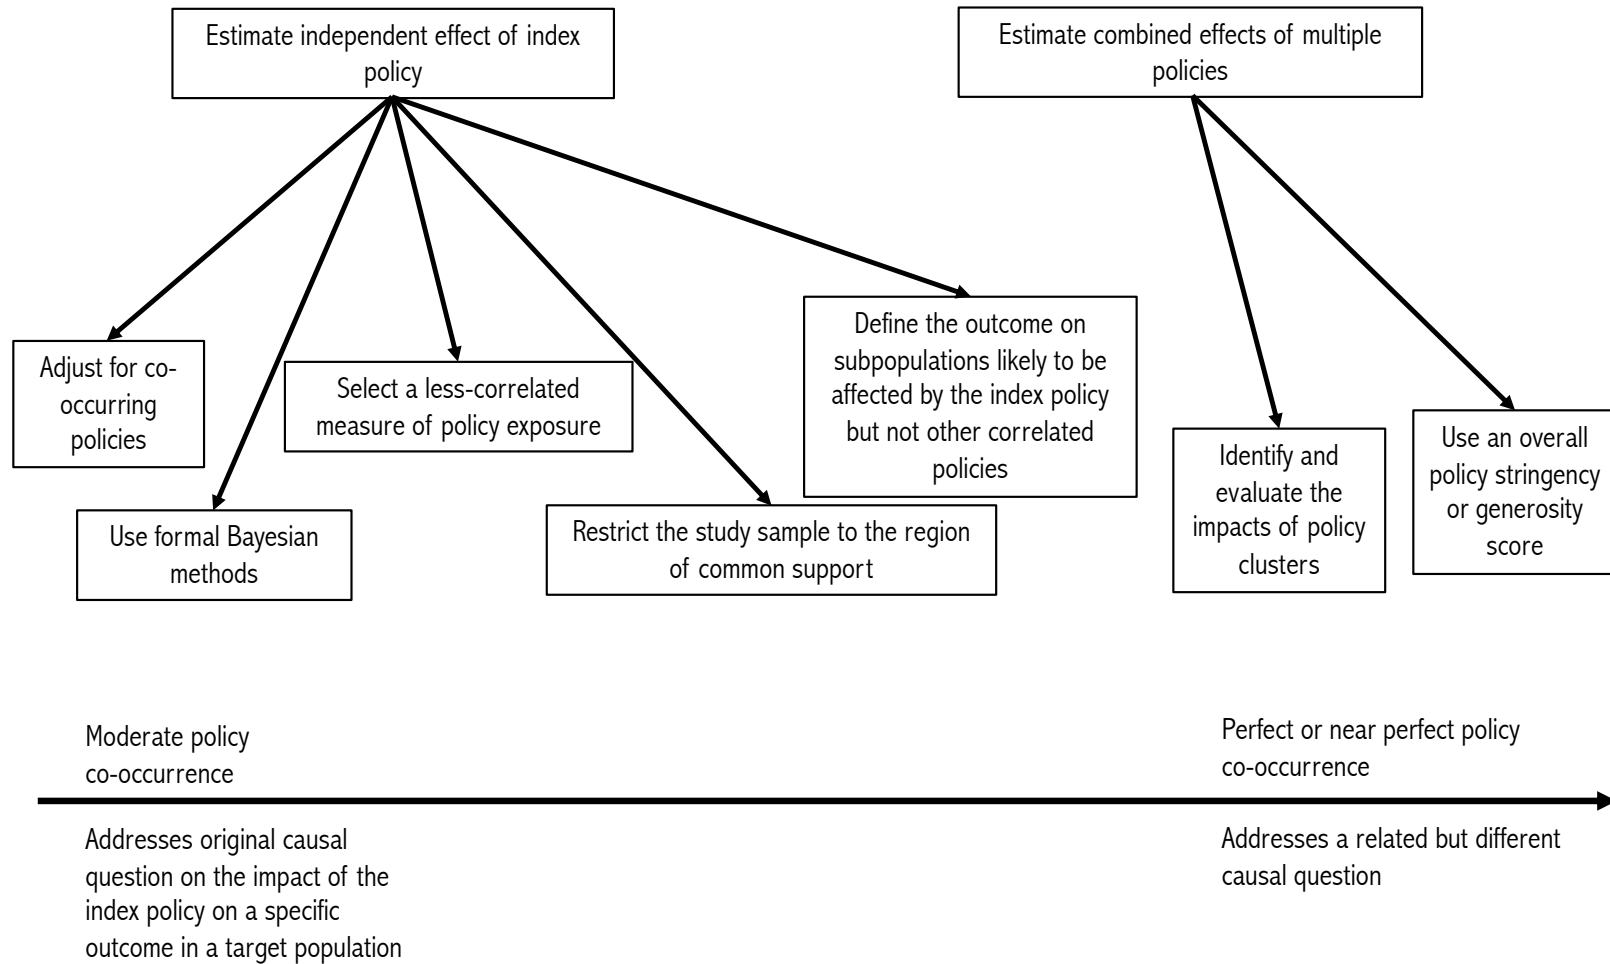 Estimate independent effect of index
policy
Estimate combined effects of multiple
policies
Adjust for co-
occurring
policies
Use formal Bayesian
methods
Select a less-correlated
measure of policy exposure
Restrict the study sample to the region
of common support
Define the outcome on
subpopulations likely to be
affected by the index policy
but not other correlated
policies
Identify and
evaluate the
impacts of policy
clusters
Use an overall
policy stringency
or generosity
score
Moderate policy
co-occurrence
Perfect or near perfect policy
co-occurrence
Addresses original causal
question on the impact of the
index policy on a specific
outcome in a target population
Addresses a related but different
causal question